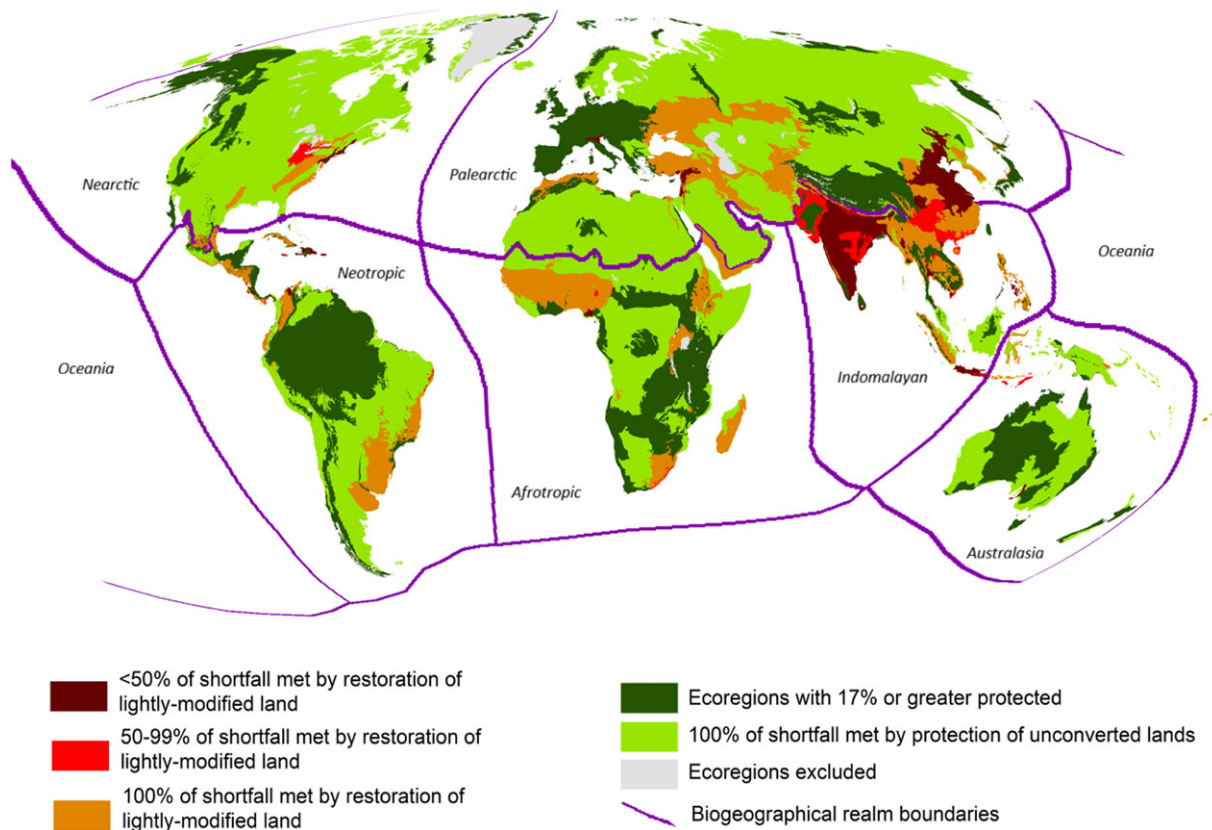 Nearctic
Palearctic
Oceania
Neotropic
Oceania
Indomalayan
Afrotropic
Australasia
<50% of shortfall met by restoration of
lightly-modified land
50-99% of shortfall met by restoration of
lightly-modified land
100% of shortfall met by restoration of
lightly-modified land
Ecoregions with 17% or greater protected
100% of shortfall met by protection of unconverted lands
Ecoregions excluded
Biogeographical realm boundaries